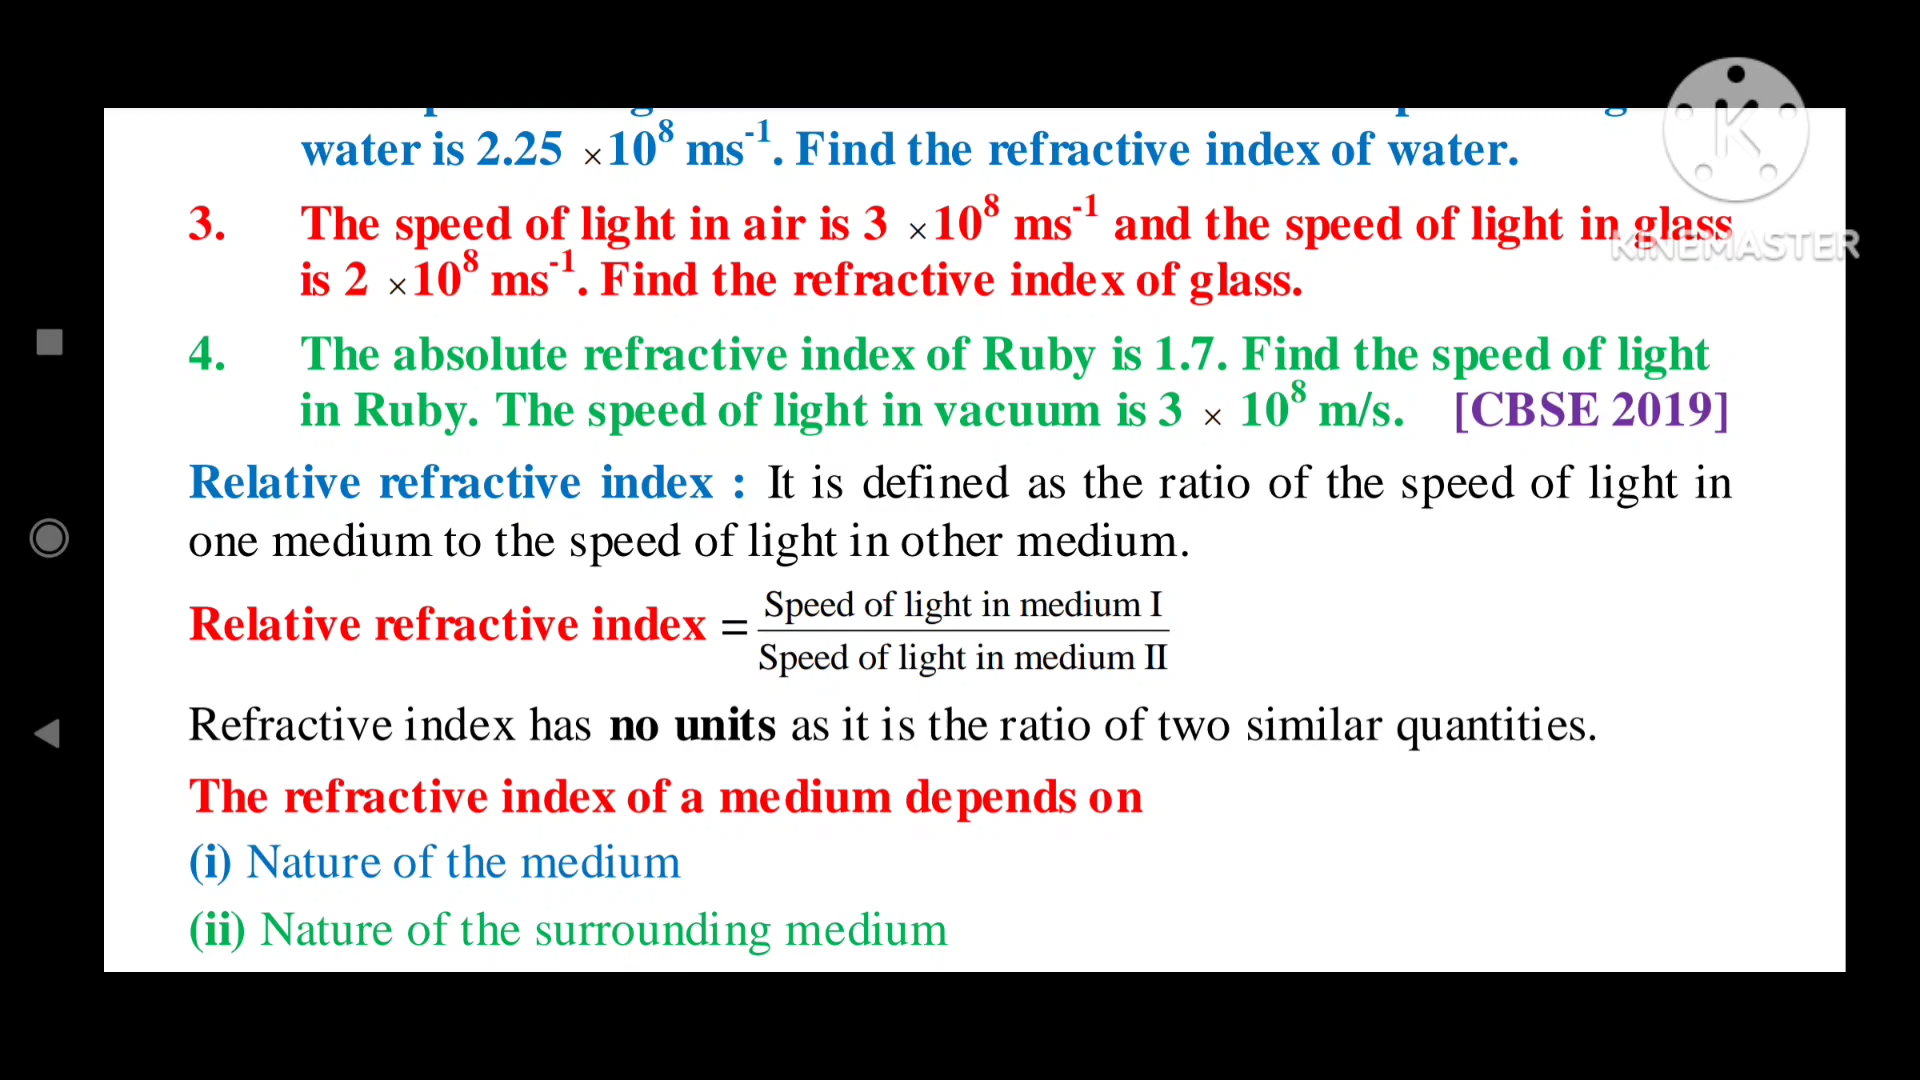 water is 2.25 ×10⁸ ms⁻¹. Find the refractive index of water.
3. The speed of light in air is 3 ×10⁸ ms⁻¹ and the speed of light in glass
is 2 ×10⁸ ms⁻¹. Find the refractive index of glass.
4. The absolute refractive index of Ruby is 1.7. Find the speed of light
in Ruby. The speed of light in vacuum is 3 × 10⁸ m/s. [CBSE 2019]
Relative refractive index : It is defined as the ratio of the speed of light in
one medium to the speed of light in other medium.
Relative refractive index = Speed of light in medium I
Speed of light in medium II
Refractive index has no units as it is the ratio of two similar quantities.
The refractive index of a medium depends on
(i) Nature of the medium
(ii) Nature of the surrounding medium
K
KINEMASTER